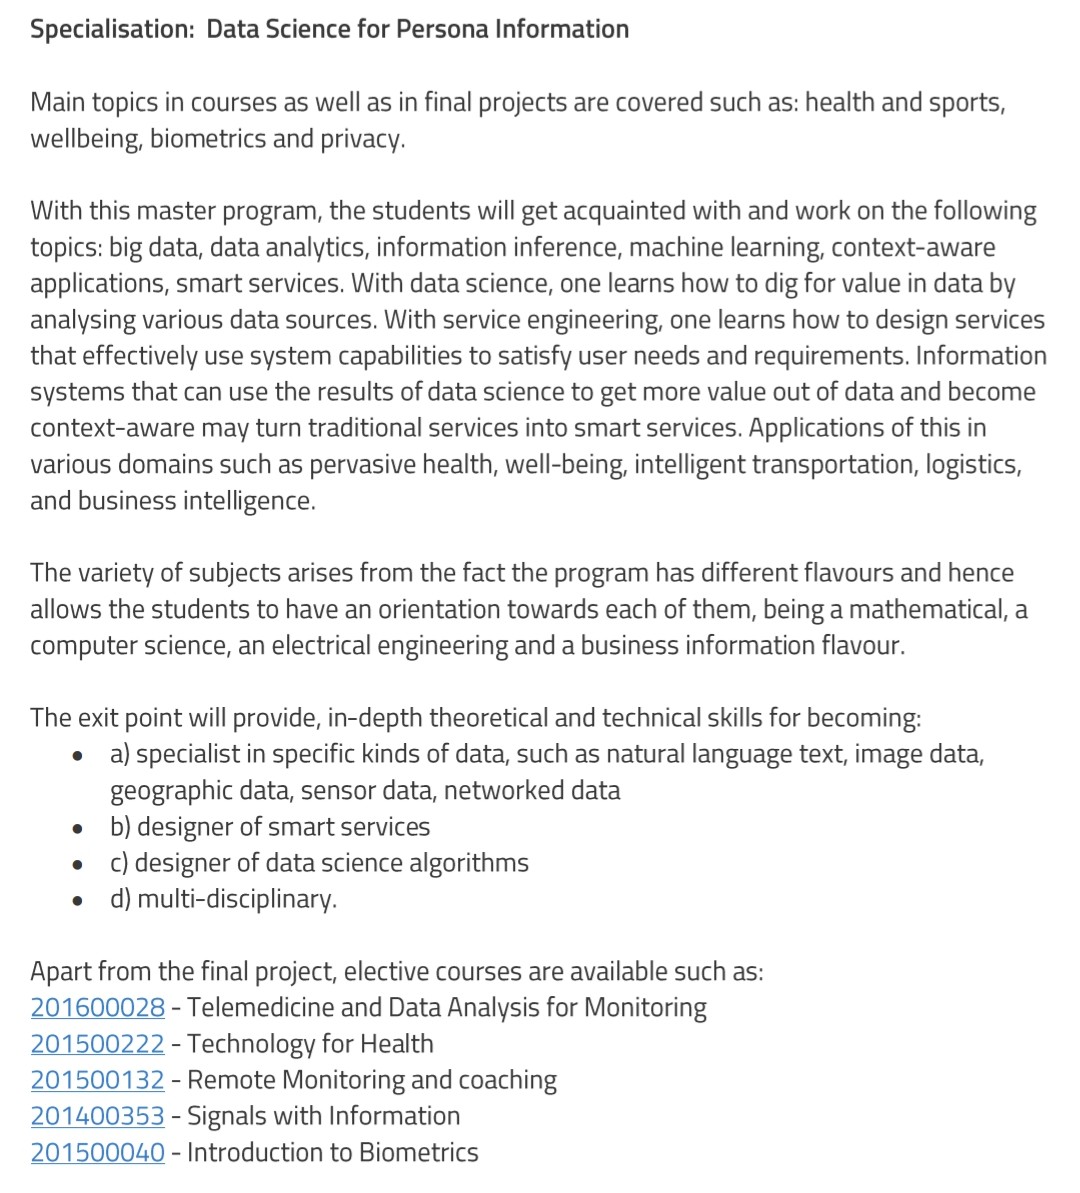 Specialisation: Data Science for Persona Information
Main topics in courses as well as in final projects are covered such as: health and sports,
wellbeing, biometrics and privacy.
With this master program, the students will get acquainted with and work on the following
topics: big data, data analytics, information inference, machine learning, context-aware
applications, smart services. With data science, one learns how to dig for value in data by
analysing various data sources. With service engineering, one learns how to design services
that effectively use system capabilities to satisfy user needs and requirements. Information
systems that can use the results of data science to get more value out of data and become
context-aware may turn traditional services into smart services. Applications of this in
various domains such as pervasive health, well-being, intelligent transportation, logistics,
and business intelligence.
The variety of subjects arises from the fact the program has different flavours and hence
allows the students to have an orientation towards each of them, being a mathematical, a
computer science, an electrical engineering and a business information flavour.
The exit point will provide, in-depth theoretical and technical skills for becoming:
• a) specialist in specific kinds of data, such as natural language text, image data,
geographic data, sensor data, networked data
• b) designer of smart services
• c) designer of data science algorithms
• d) multi-disciplinary.
Apart from the final project, elective courses are available such as:
201600028 - Telemedicine and Data Analysis for Monitoring
201500222 - Technology for Health
201500132 - Remote Monitoring and coaching
201400353 - Signals with Information
201500040 - Introduction to Biometrics